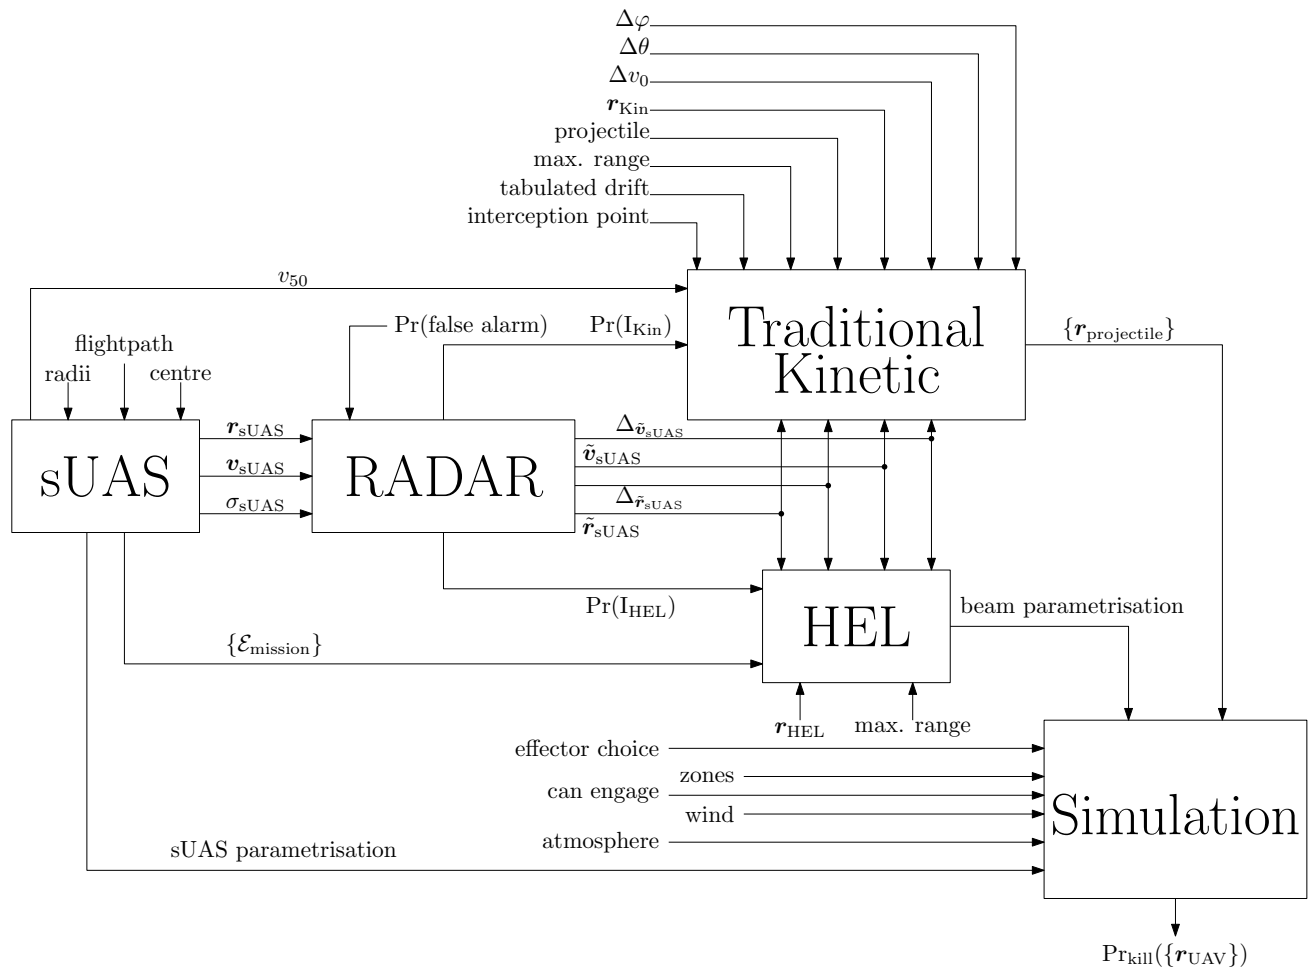 Δφ
Δθ
Δv₀
r_Kin
projectile
max. range
tabulated drift
interception point
v₅₀
Pr(false alarm)
Pr(I_Kin)
Traditional
Kinetic
{r_projectile}
flightpath
radii
centre
sUAS
r_sUAS
v_sUAS
σ_sUAS
RADAR
Δ_ṽ_sUAS
ṽ_sUAS
Δ_r̃_sUAS
r̃_sUAS
Pr(I_HEL)
{ℰ_mission}
HEL
beam parametrisation
r_HEL
max. range
effector choice
zones
can engage
wind
atmosphere
sUAS parametrisation
Simulation
Pr_kill({r_UAV})